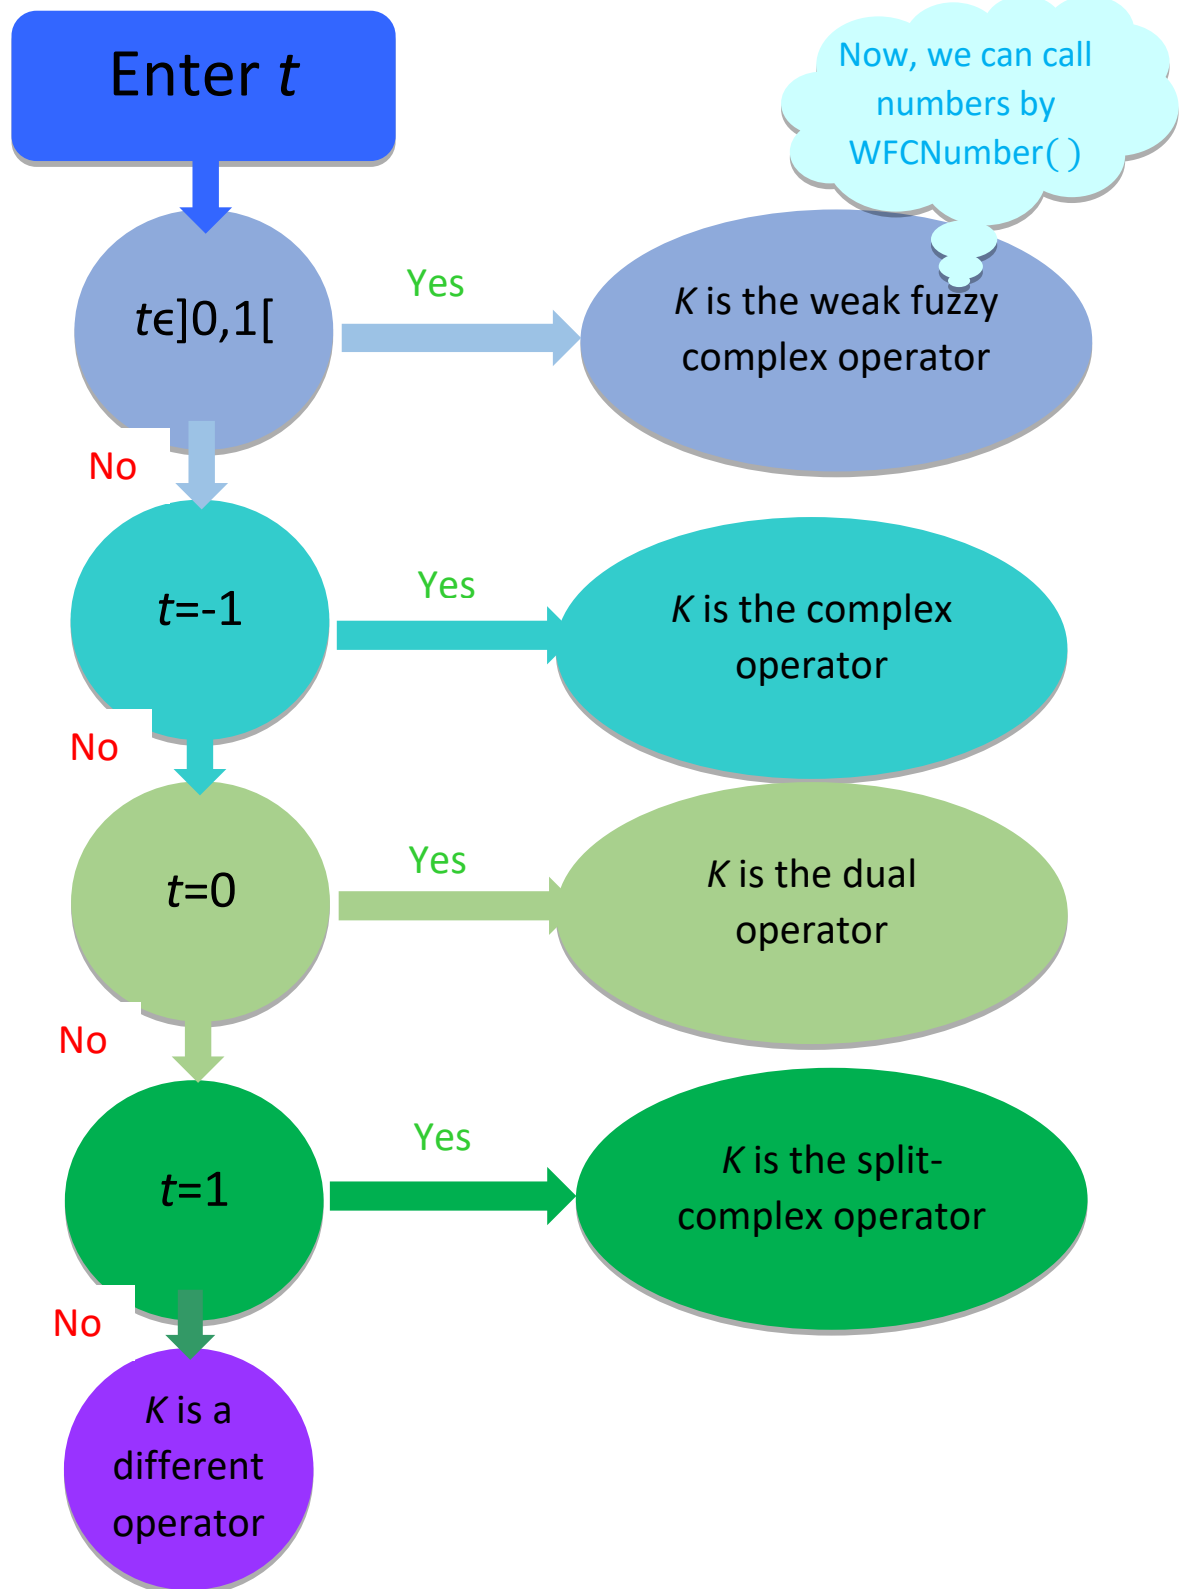 Enter t
Now, we can call
numbers by
WFCNumber( )
tϵ]0,1[
Yes
K is the weak fuzzy
complex operator
No
t=-1
Yes
K is the complex
operator
No
t=0
Yes
K is the dual
operator
No
t=1
Yes
K is the split-
complex operator
No
K is a
different
operator